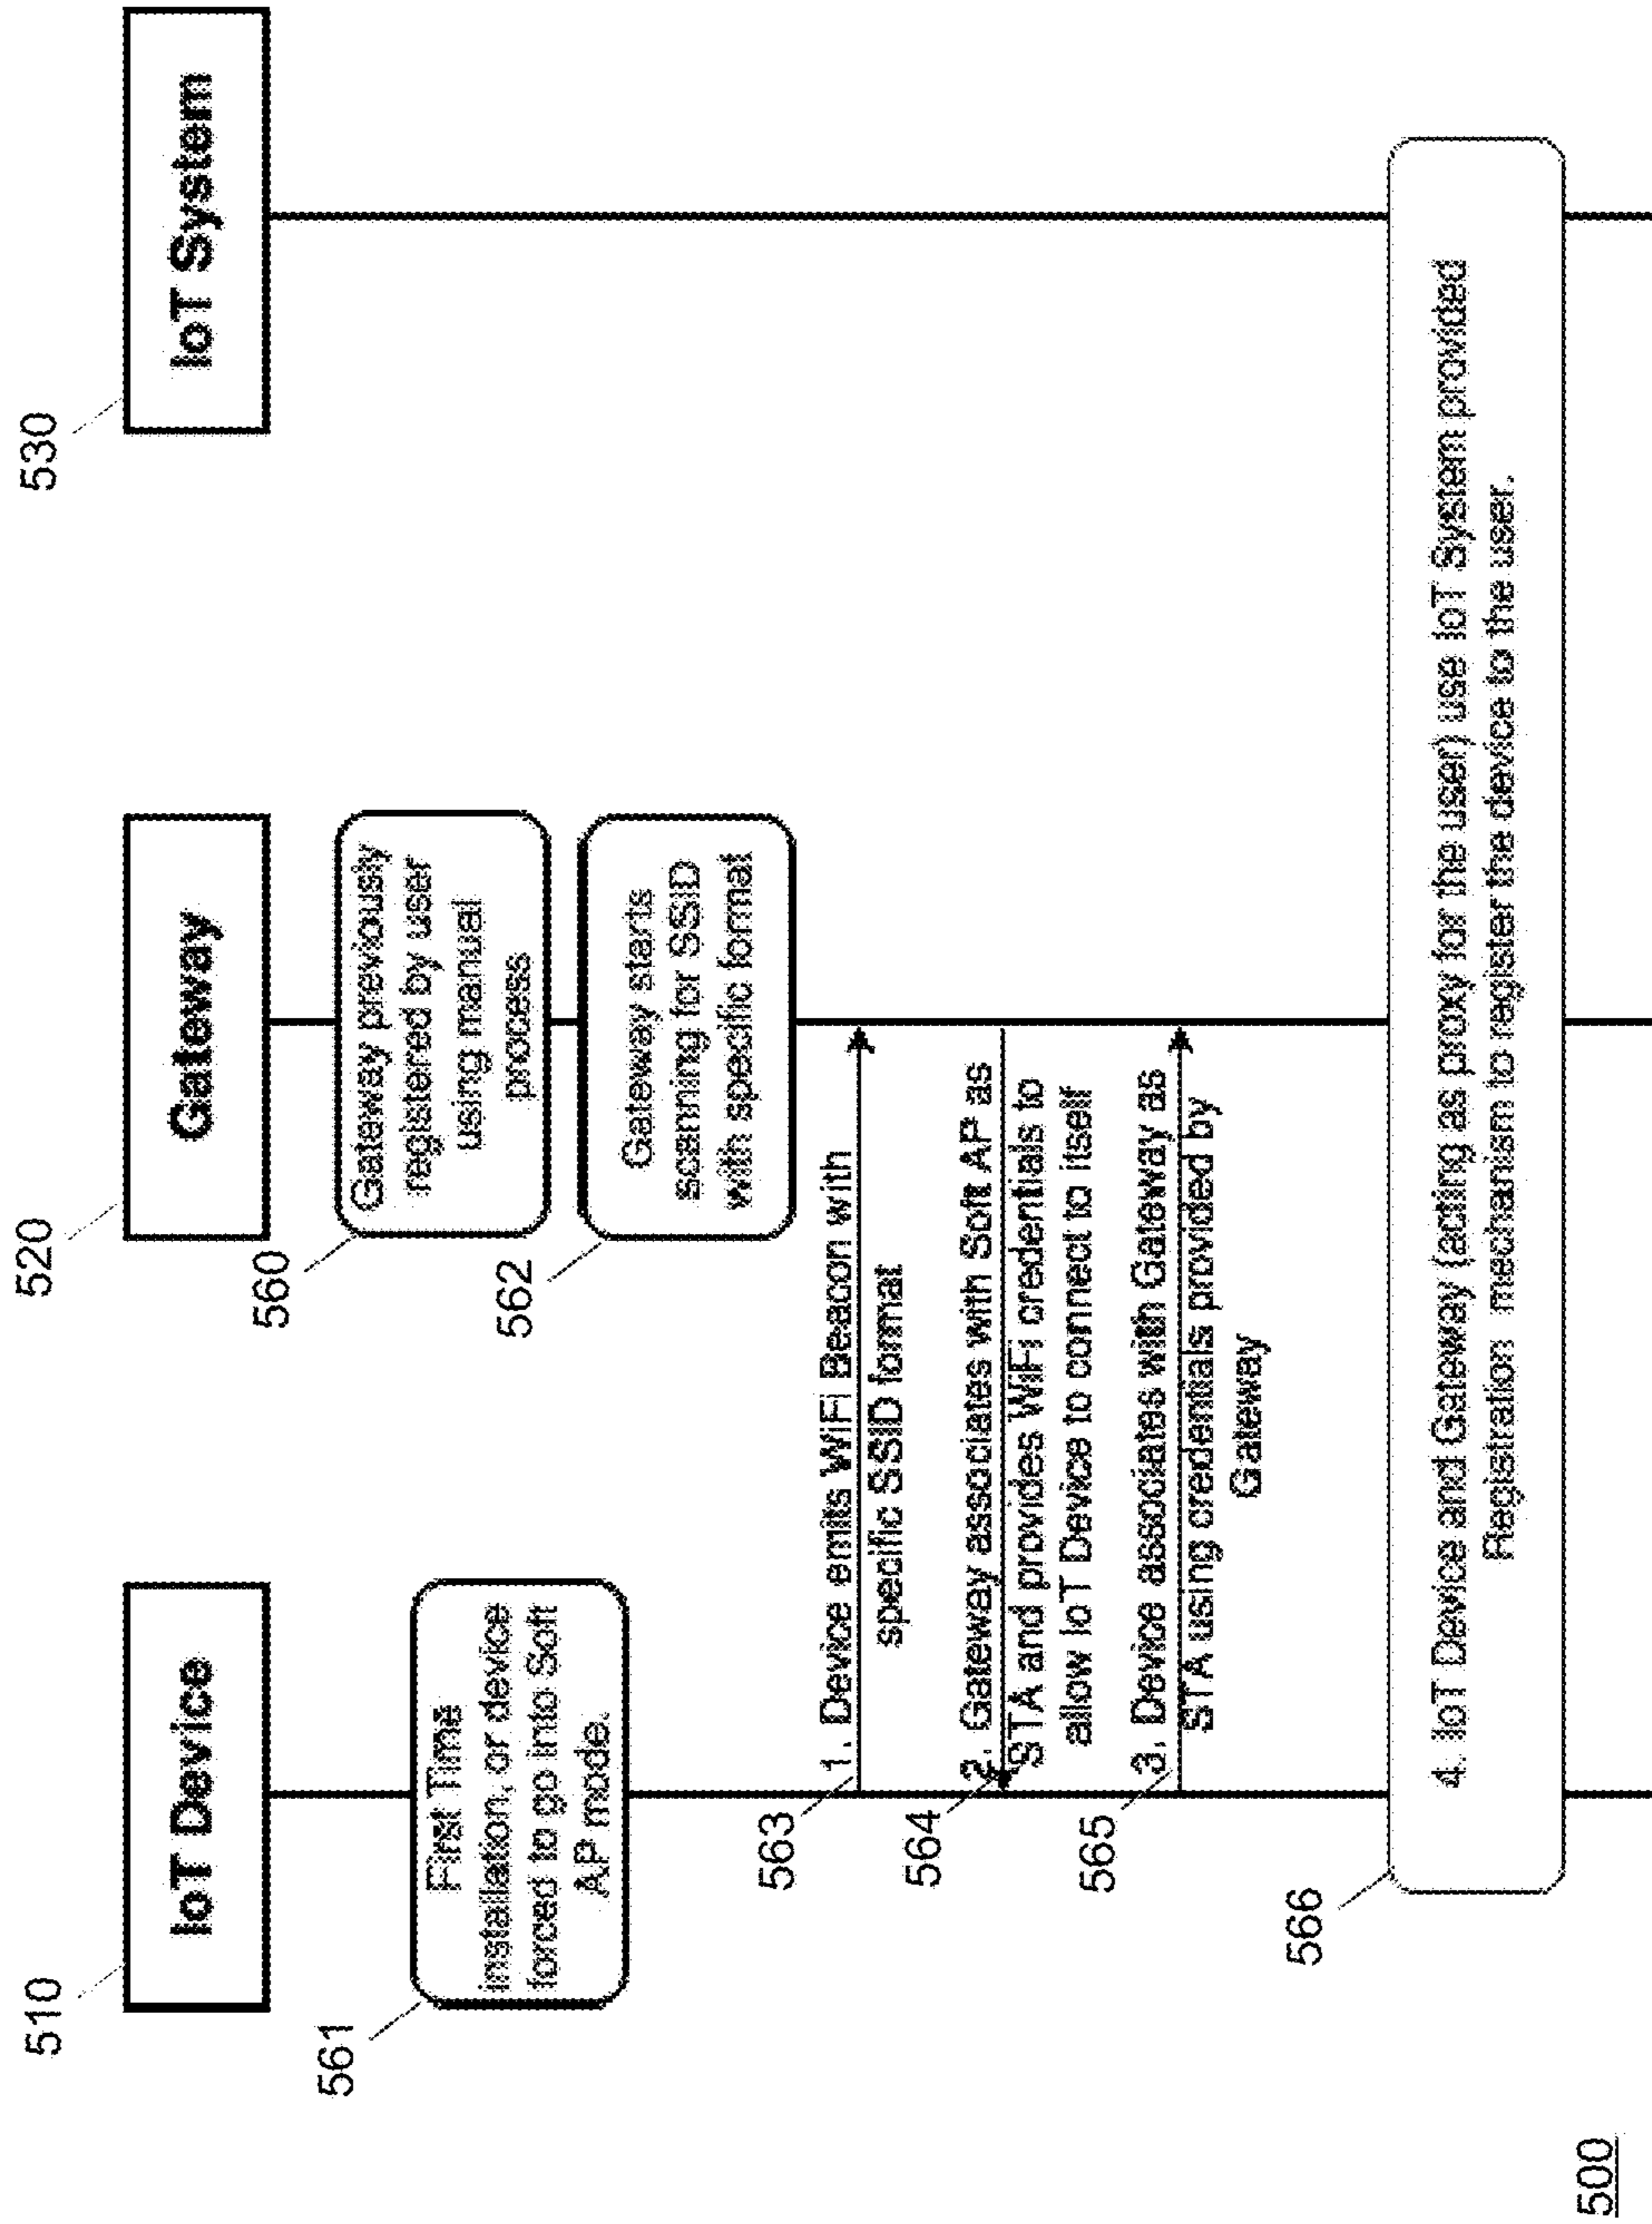 510
IoT Device
520
Gateway
530
IoT System
560
Gateway previously
registered by user
using manual
process
561
First Time
installation, or device
forced to go into Soft
AP mode.
562
Gateway starts
scanning for SSID
with specific format
563
1. Device emits WiFi Beacon with
specific SSID format
564
2. Gateway associates with Soft AP as
STA and provides WiFi credentials to
allow IoT Device to connect to itself
565
3. Device associates with Gateway as
STA using credentials provided by
Gateway
566
4. IoT Device and Gateway (acting as proxy for the user) use IoT System provided
Registration mechanism to register the device to the user.
500